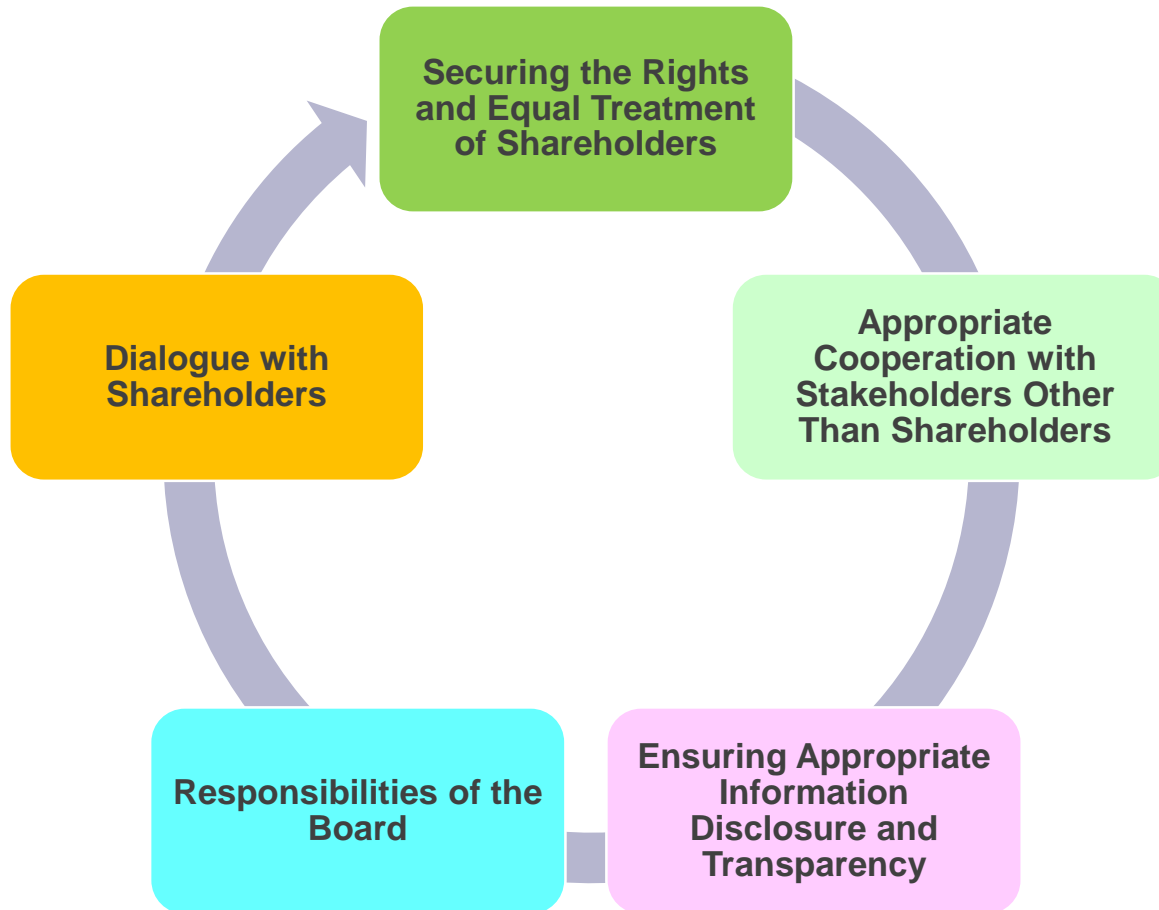 Securing the Rights
and Equal Treatment
of Shareholders
Appropriate
Cooperation with
Stakeholders Other
Than Shareholders
Ensuring Appropriate
Information
Disclosure and
Transparency
Responsibilities of the
Board
Dialogue with
Shareholders